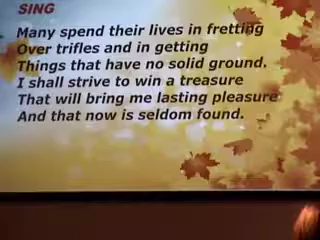 SING
Many spend their lives in fretting
Over trifles and in getting
Things that have no solid ground.
I shall strive to win a treasure
That will bring me lasting pleasure
And that now is seldom found.